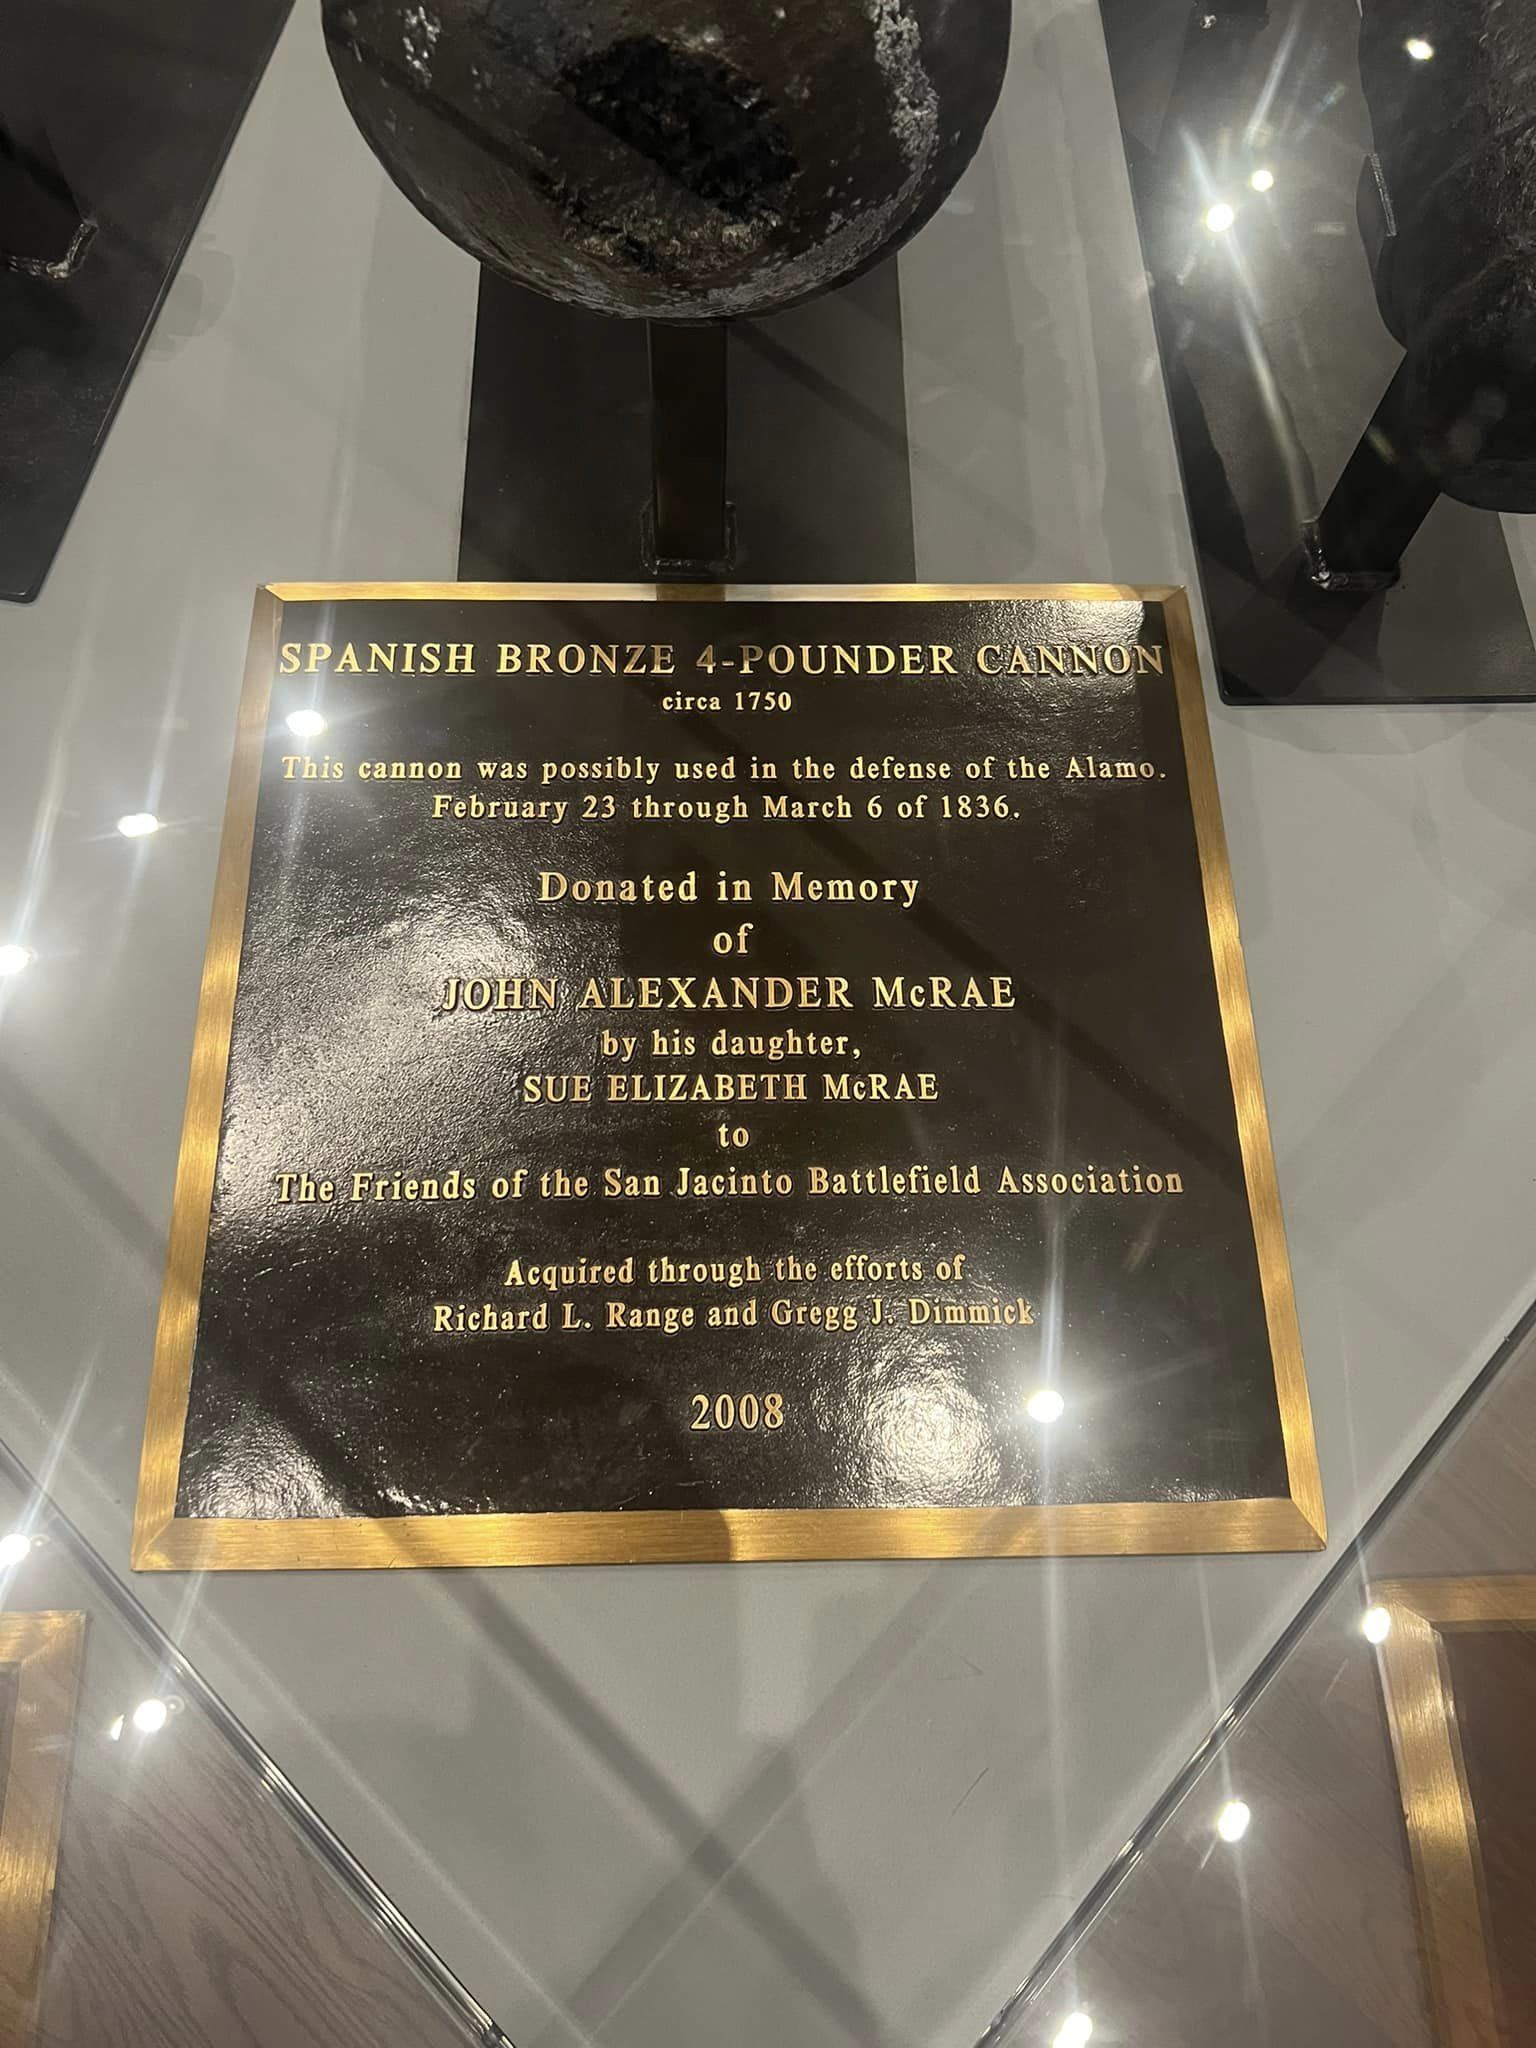 SPANISH BRONZE 4-POUNDER CANNON
circa 1750
This cannon was possibly used in the defense of the Alamo.
February 23 through March 6 of 1836.
Donated in Memory
of
JOHN ALEXANDER McRAE
by his daughter,
SUE ELIZABETH McRAE
to
The Friends of the San Jacinto Battlefield Association
Acquired through the efforts of
Richard L. Range and Gregg J. Dimmick
2008